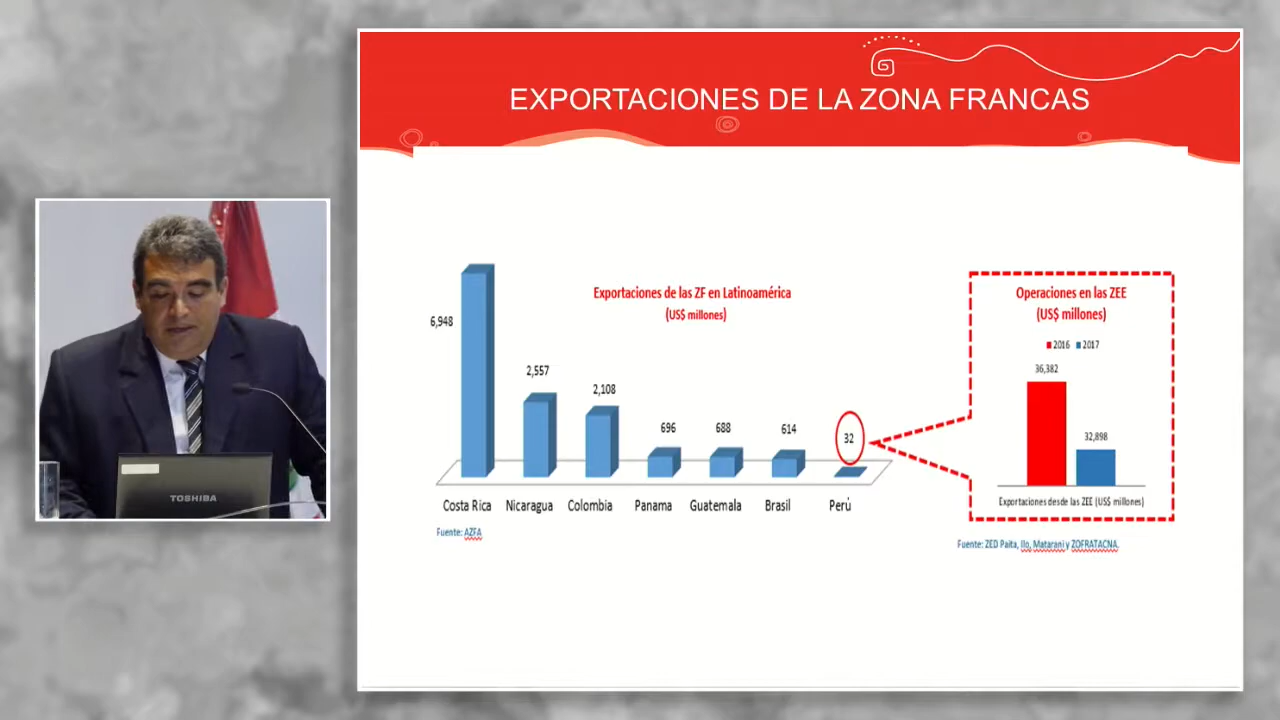 EXPORTACIONES DE LA ZONA FRANCAS
Exportaciones de las ZF en Latinoamérica
(US$ millones)
6,948
2,557
2,108
696
688
614
32
Costa Rica
Nicaragua
Colombia
Panama
Guatemala
Brasil
Perú
Fuente: AZFA
Operaciones en las ZEE
(US$ millones)
2016 2017
36,382
32,898
Exportaciones desde las ZEE (US$ millones)
Fuente: ZED Paita, Ilo, Matarani y ZOFRATACNA.
TOSHIBA